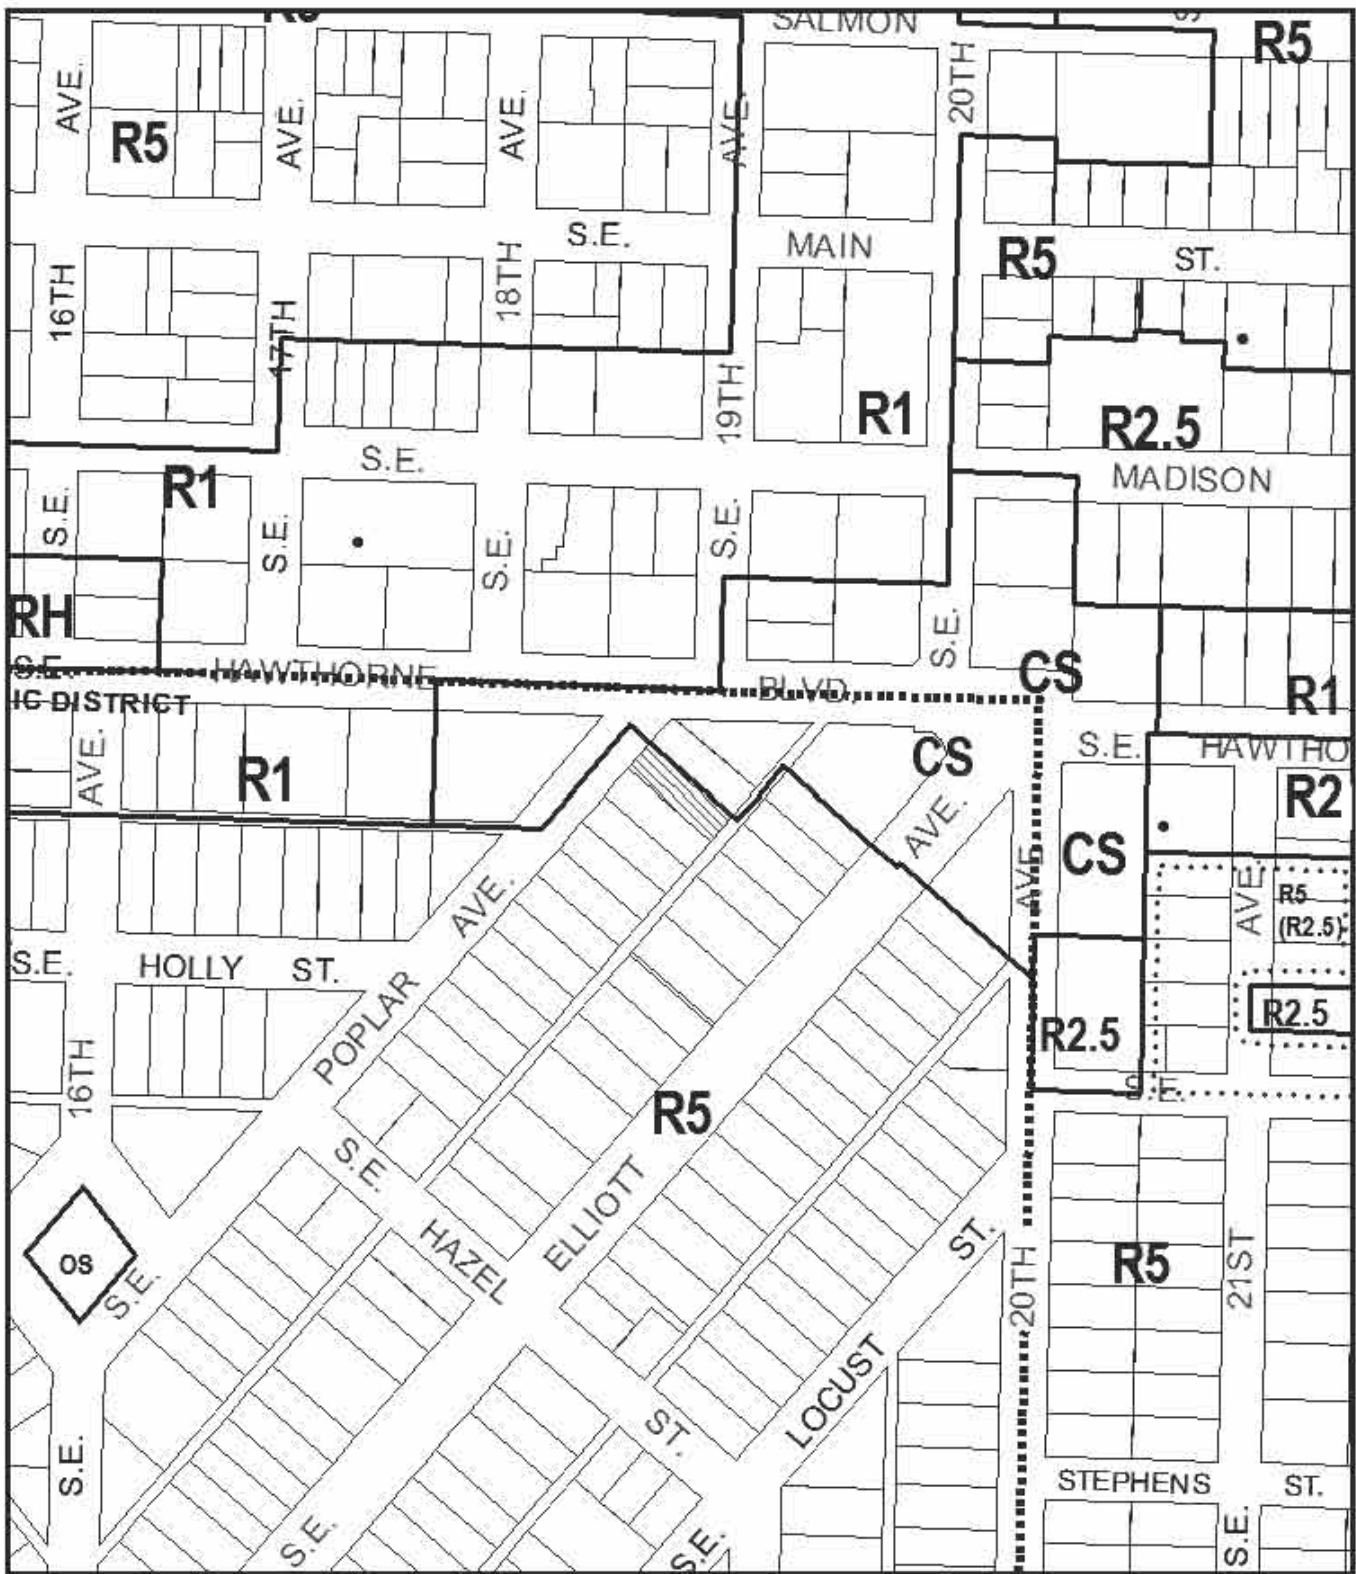 SALMON
R5
20TH
AVE.
R5
AVE.
AVE.
AVE.
S.E.
MAIN
R5
ST.
16TH
17TH
18TH
19TH
R1
R2.5
S.E.
MADISON
R1
S.E.
S.E.
S.E.
S.E.
S.E.
RH
S.E.
HAWTHORNE
BLVD.
CS
R1
IC DISTRICT
AVE.
R1
CS
S.E.
HAWTHO
R2
AVE.
AVE.
CS
AVE.
AVE.
R5
(R2.5)
S.E.
HOLLY
ST.
POPLAR
R2.5
R2.5
16TH
R5
S.E.
S.E.
HAZEL
ELLIOTT
ST.
OS
S.E.
20TH
R5
21ST
LOCUST
ST.
S.E.
STEPHENS
ST.
S.E.
S.E.
S.E.